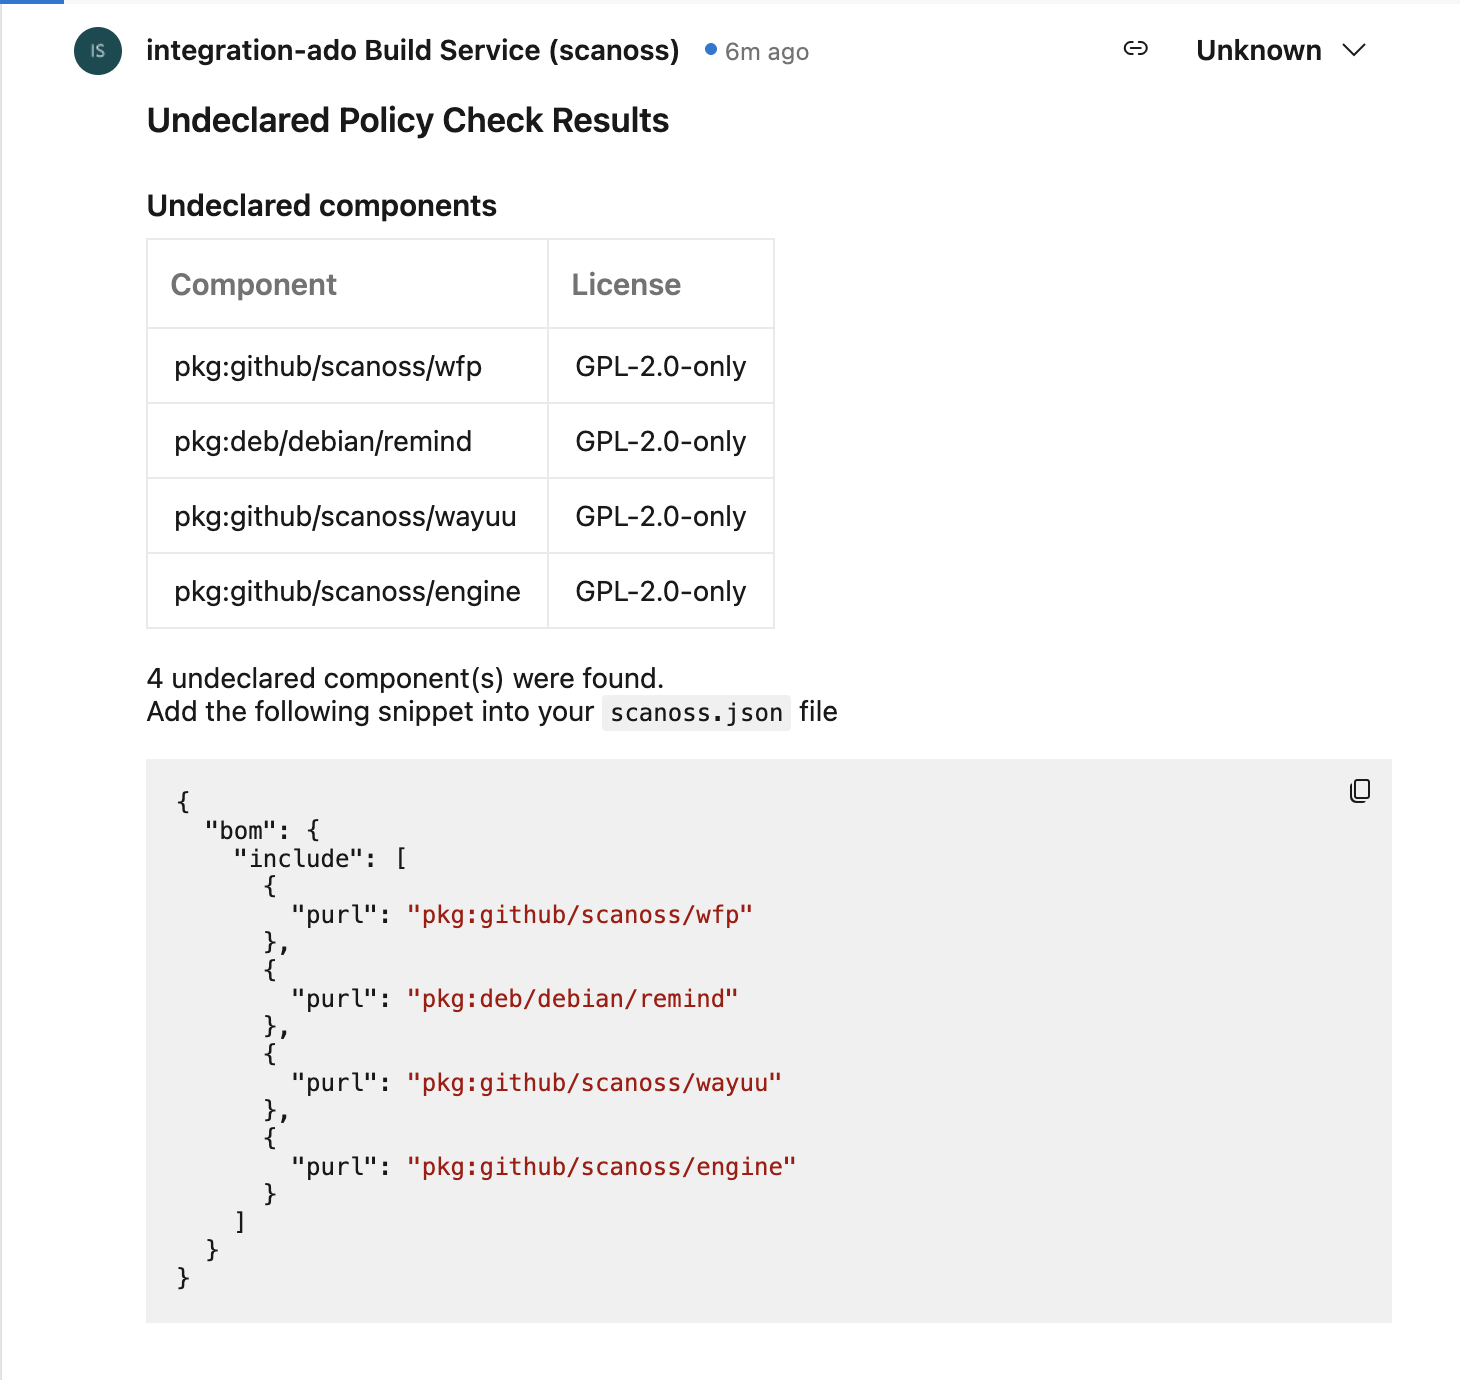 IS integration-ado Build Service (scanoss) 6m ago Unknown
Undeclared Policy Check Results
Undeclared components
Component License
pkg:github/scanoss/wfp GPL-2.0-only
pkg:deb/debian/remind GPL-2.0-only
pkg:github/scanoss/wayuu GPL-2.0-only
pkg:github/scanoss/engine GPL-2.0-only
4 undeclared component(s) were found.
Add the following snippet into your scanoss.json file
{
  "bom": {
    "include": [
      {
        "purl": "pkg:github/scanoss/wfp"
      },
      {
        "purl": "pkg:deb/debian/remind"
      },
      {
        "purl": "pkg:github/scanoss/wayuu"
      },
      {
        "purl": "pkg:github/scanoss/engine"
      }
    ]
  }
}